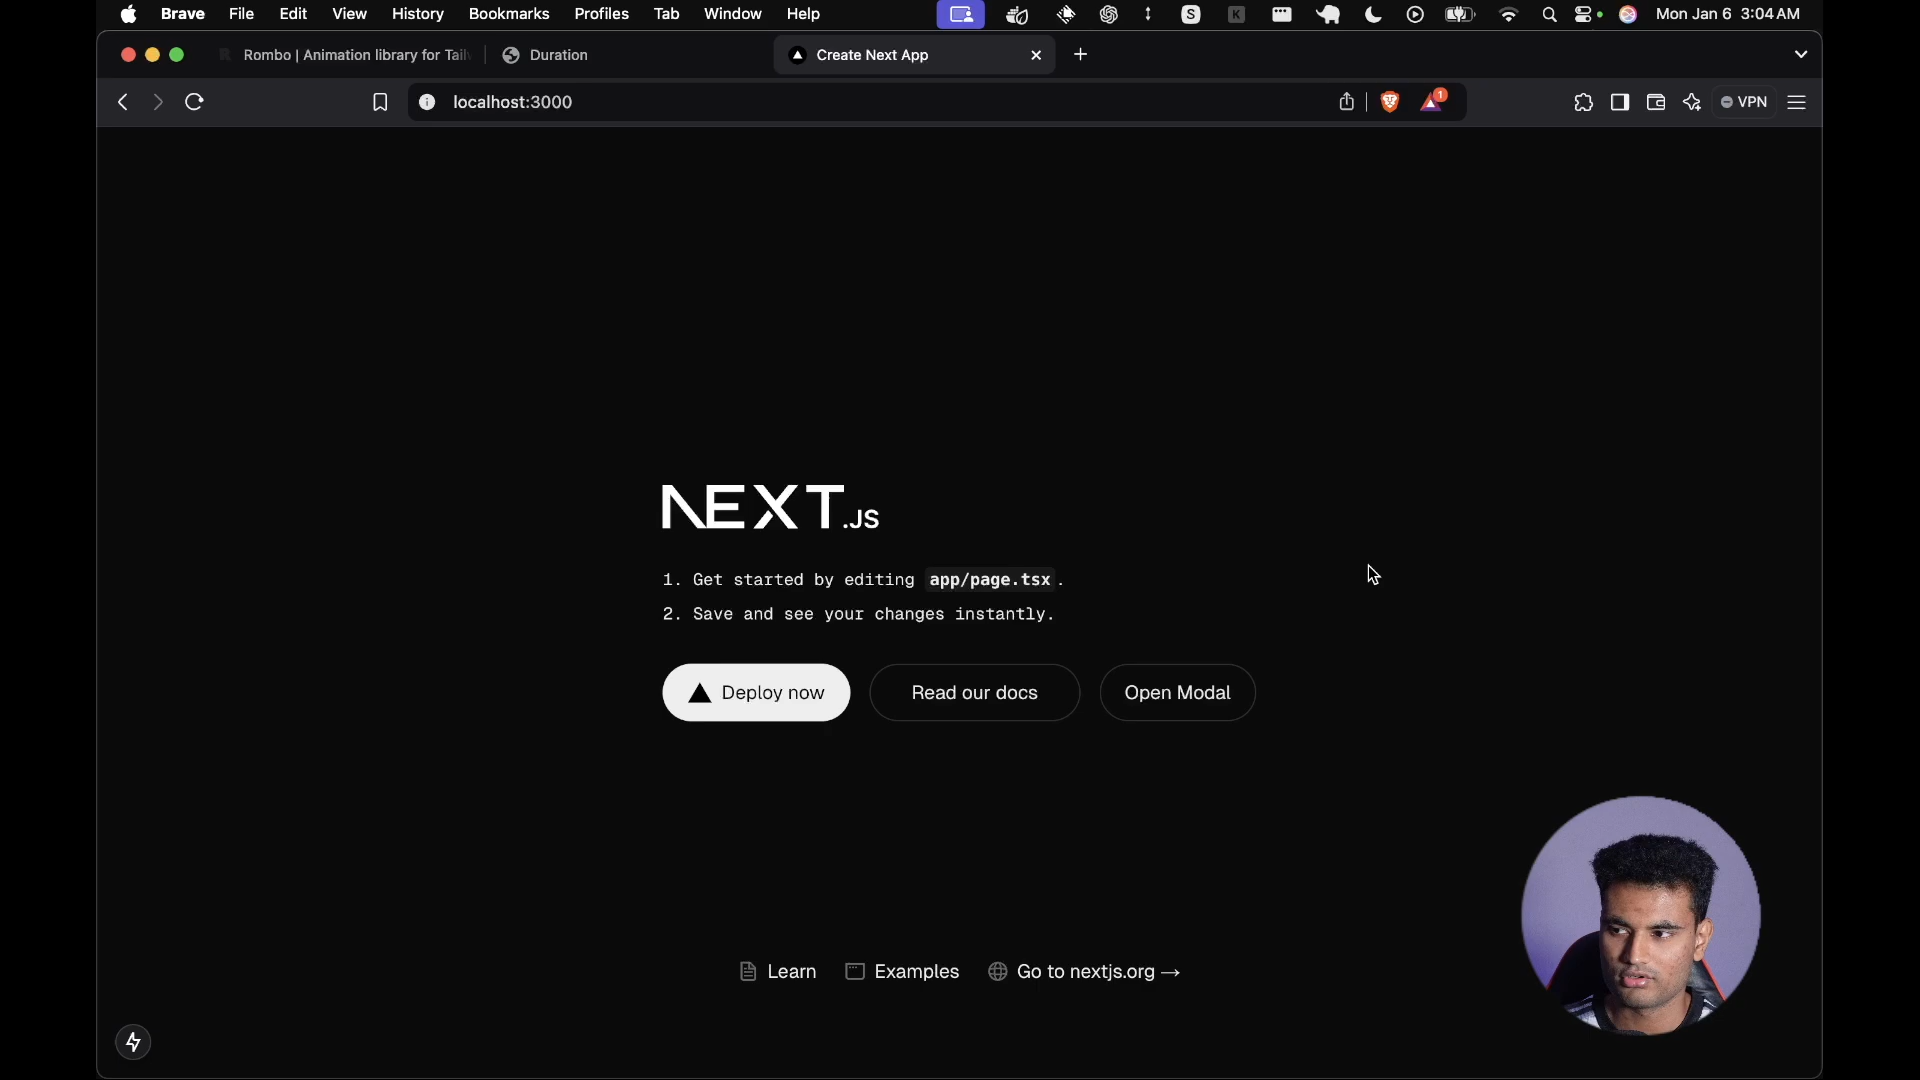 Brave File Edit View History Bookmarks Profiles Tab Window Help S K Mon Jan 6 3:04 AM
Rombo | Animation library for Tail Duration Create Next App
localhost:3000 1 VPN
NEXT.JS
1. Get started by editing app/page.tsx.
2. Save and see your changes instantly.
Deploy now Read our docs Open Modal
Learn Examples Go to nextjs.org →